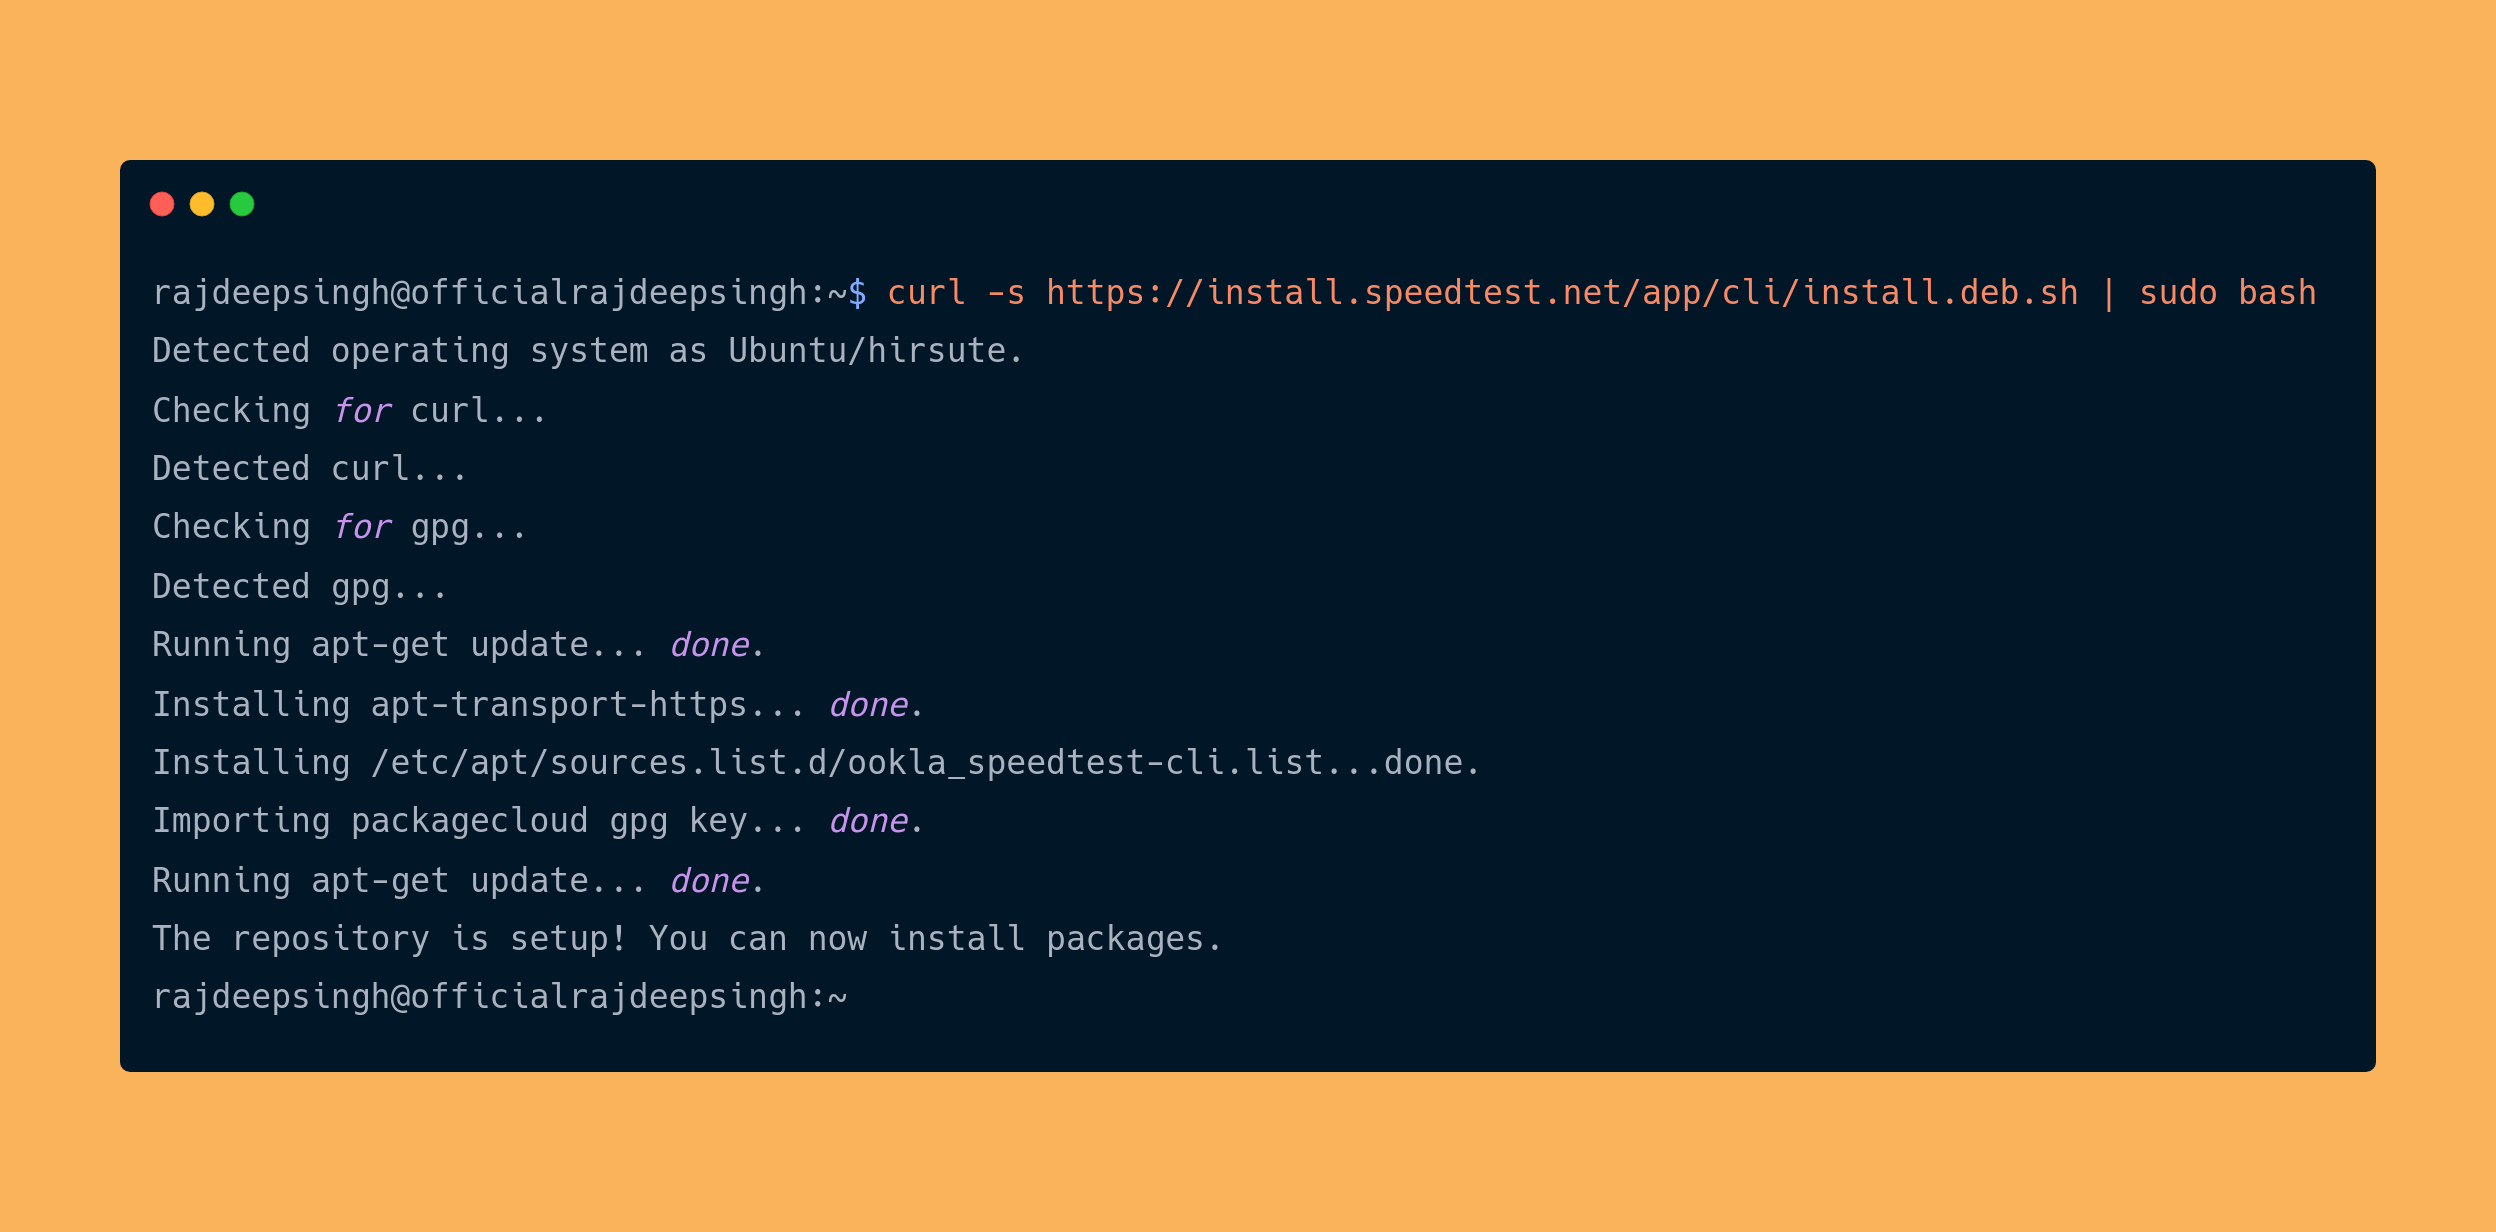 rajdeepsingh@officialrajdeepsingh:~$ curl -s https://install.speedtest.net/app/cli/install.deb.sh | sudo bash
Detected operating system as Ubuntu/hirsute.
Checking for curl...
Detected curl...
Checking for gpg...
Detected gpg...
Running apt-get update... done.
Installing apt-transport-https... done.
Installing /etc/apt/sources.list.d/ookla_speedtest-cli.list...done.
Importing packagecloud gpg key... done.
Running apt-get update... done.
The repository is setup! You can now install packages.
rajdeepsingh@officialrajdeepsingh:~